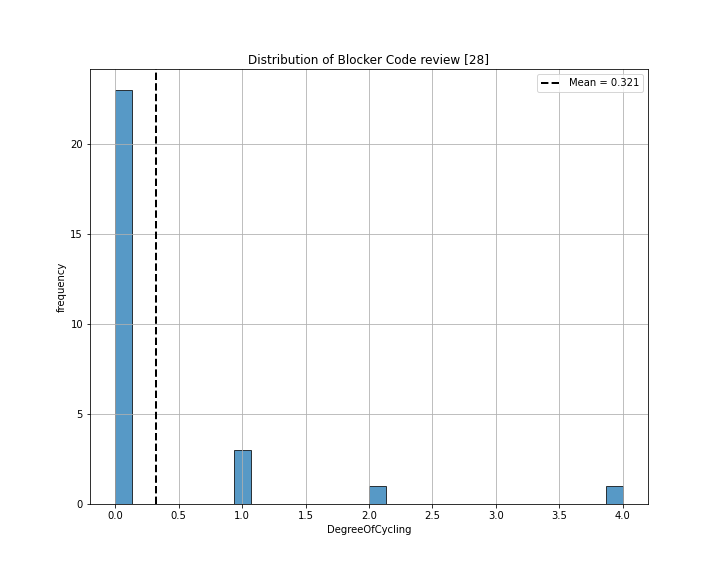 Distribution of Blocker Code review [28]
Mean = 0.321
frequency
20
15
10
5
0
0.0 0.5 1.0 1.5 2.0 2.5 3.0 3.5 4.0
DegreeOfCycling